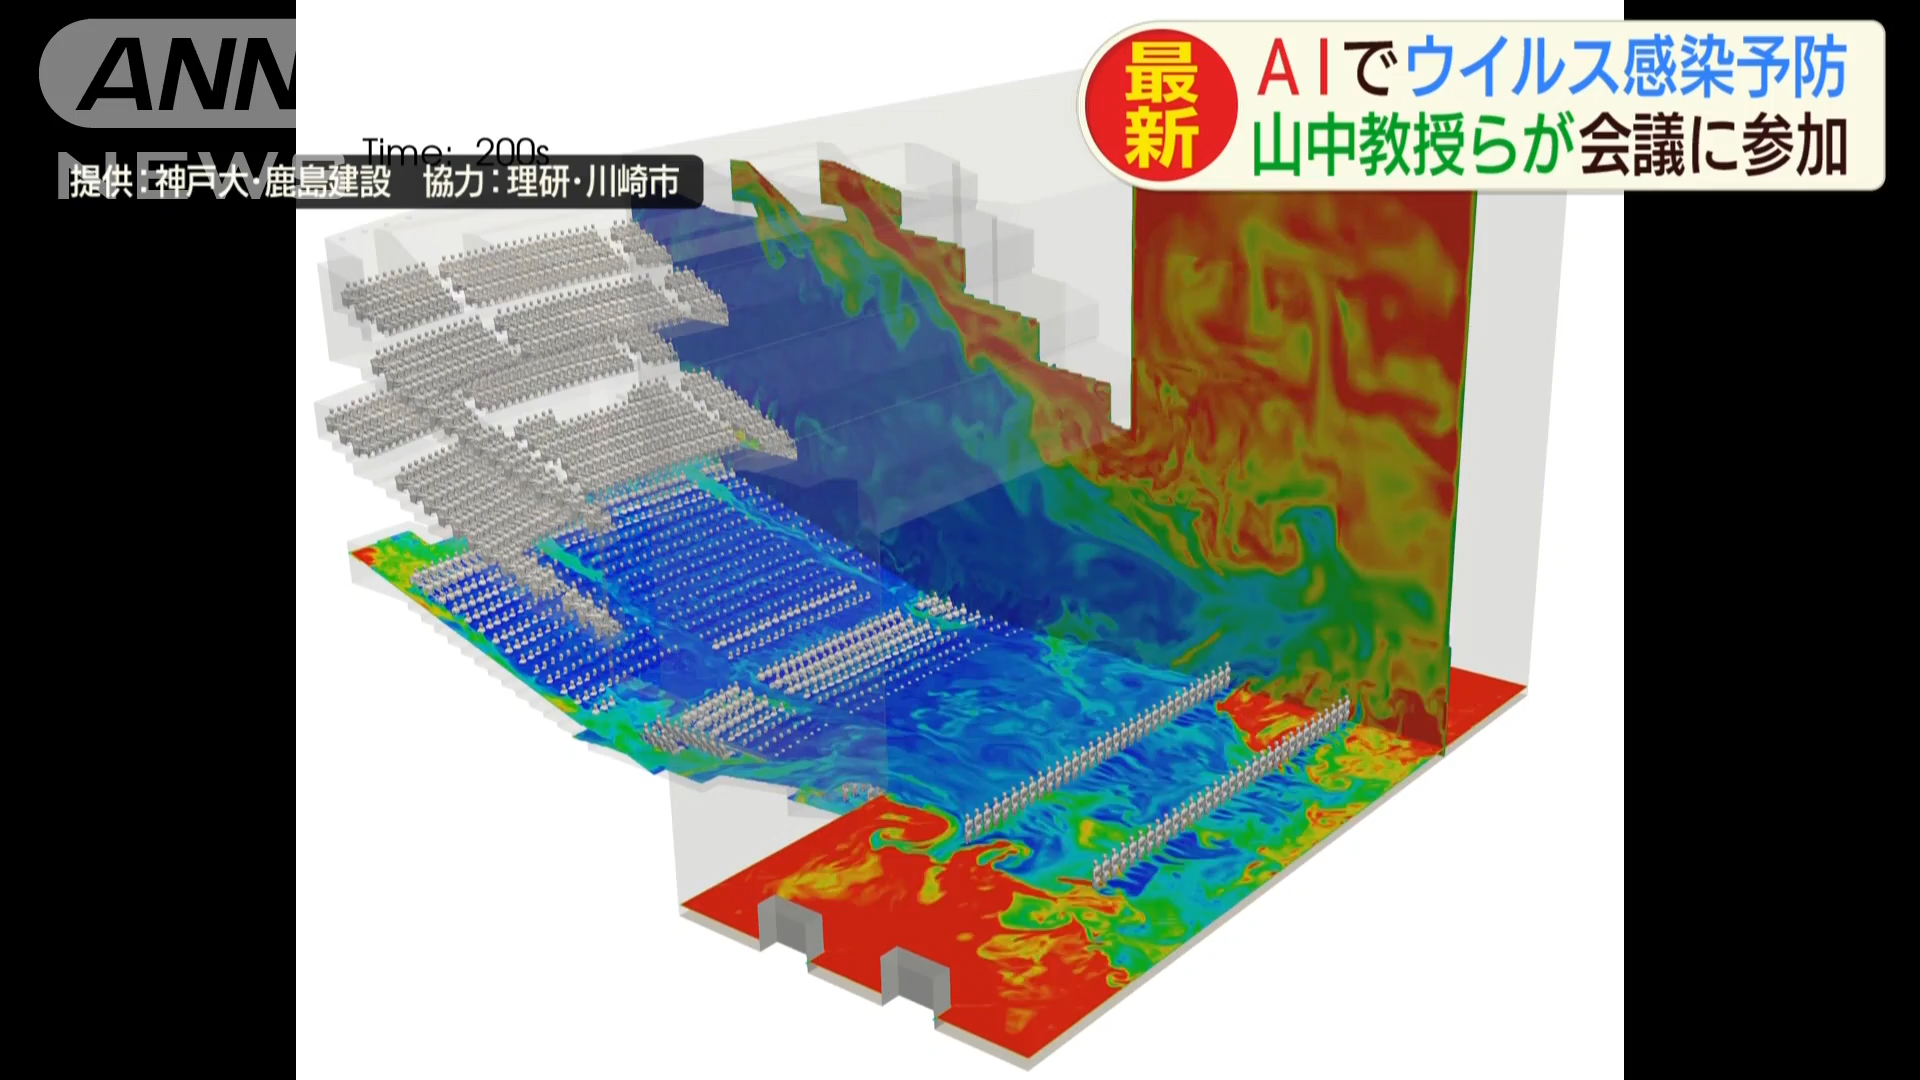 ANN
NEWS
Time: 200s
提供：神戸大・鹿島建設　協力：理研・川崎市
最新
AIでウイルス感染予防
山中教授らが会議に参加